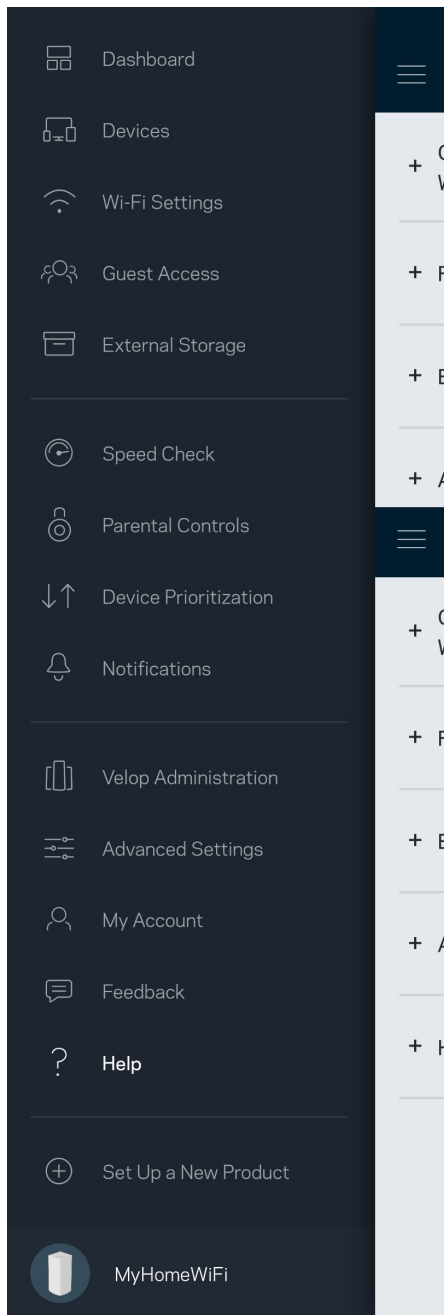 Dashboard
Devices
Wi-Fi Settings
Guest Access
External Storage
Speed Check
Parental Controls
Device Prioritization
Notifications
Velop Administration
Advanced Settings
My Account
Feedback
Help
Set Up a New Product
MyHomeWiFi